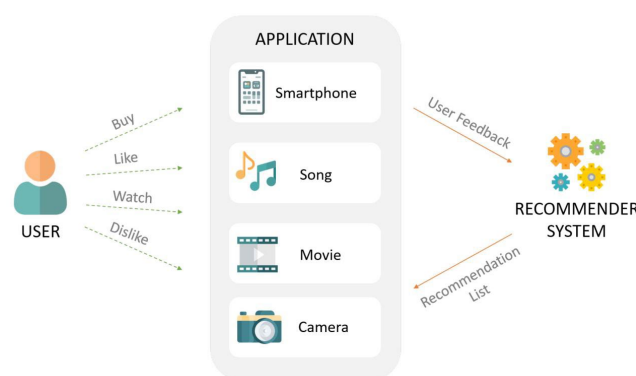 APPLICATION
Smartphone
Buy
User Feedback
Like
Song
Watch
USER
RECOMMENDER
SYSTEM
Dislike
Movie
Recommendation
List
Camera